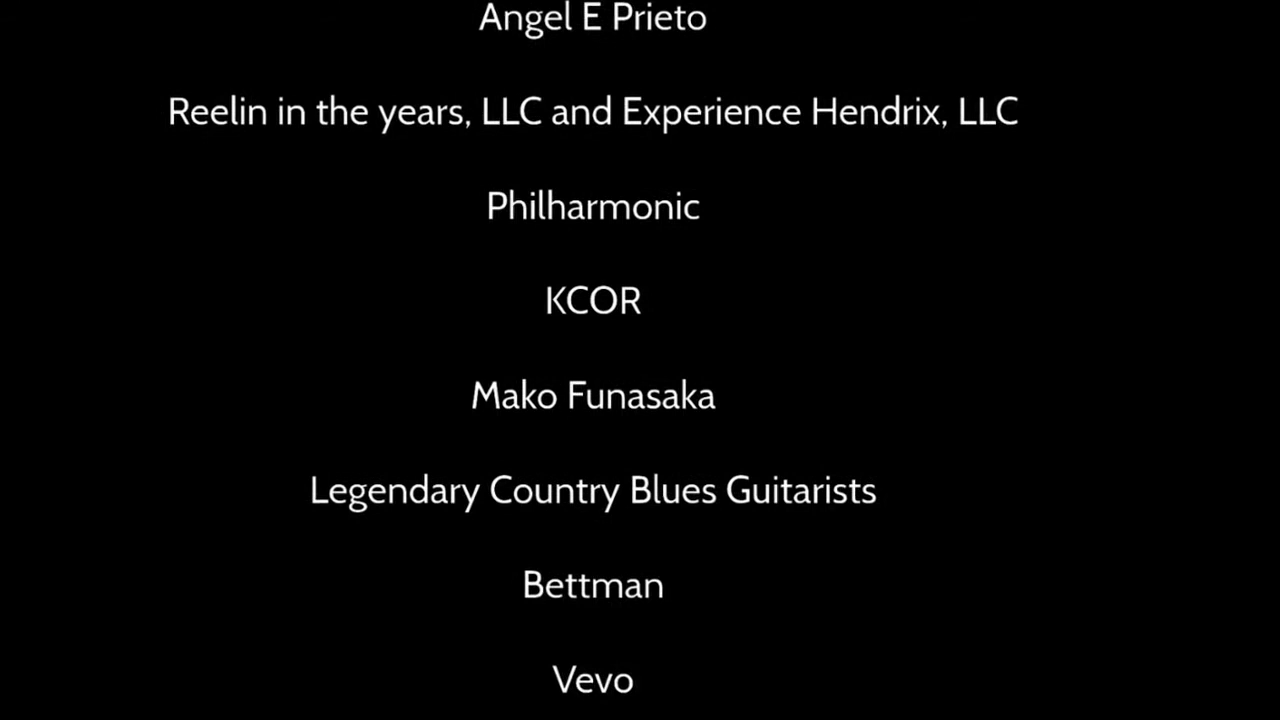 Angel E Prieto
Reelin in the years, LLC and Experience Hendrix, LLC
Philharmonic
KCOR
Mako Funasaka
Legendary Country Blues Guitarists
Bettman
Vevo